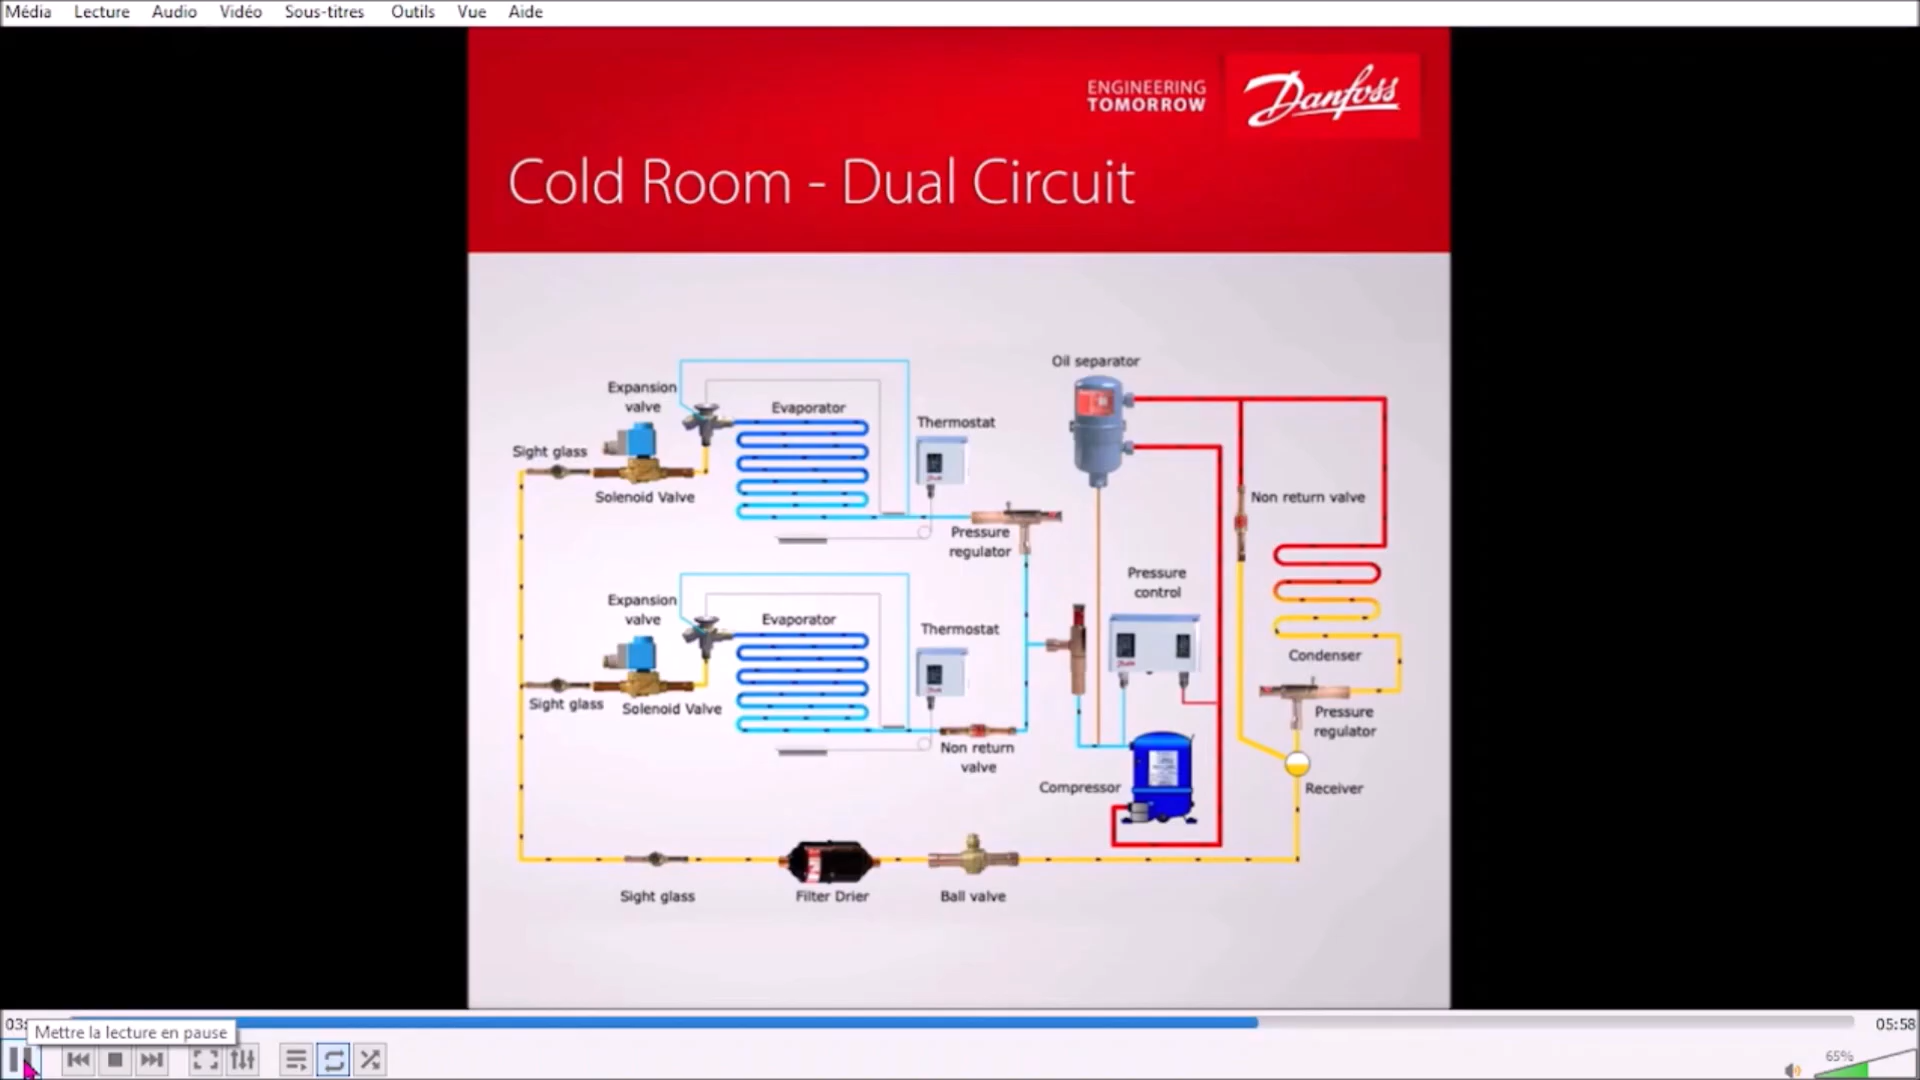 Média Lecture Audio Vidéo Sous-titres Outils Vue Aide
ENGINEERING
TOMORROW
Danfoss
Cold Room - Dual Circuit
Oil separator
Expansion
valve
Evaporator
Thermostat
Sight glass
Solenoid Valve
Non return valve
Pressure
regulator
Pressure
control
Expansion
valve
Evaporator
Thermostat
Condenser
Sight glass
Solenoid Valve
Pressure
regulator
Non return
valve
Compressor
Receiver
Sight glass
Filter Drier
Ball valve
03:
Mettre la lecture en pause
05:58
65%